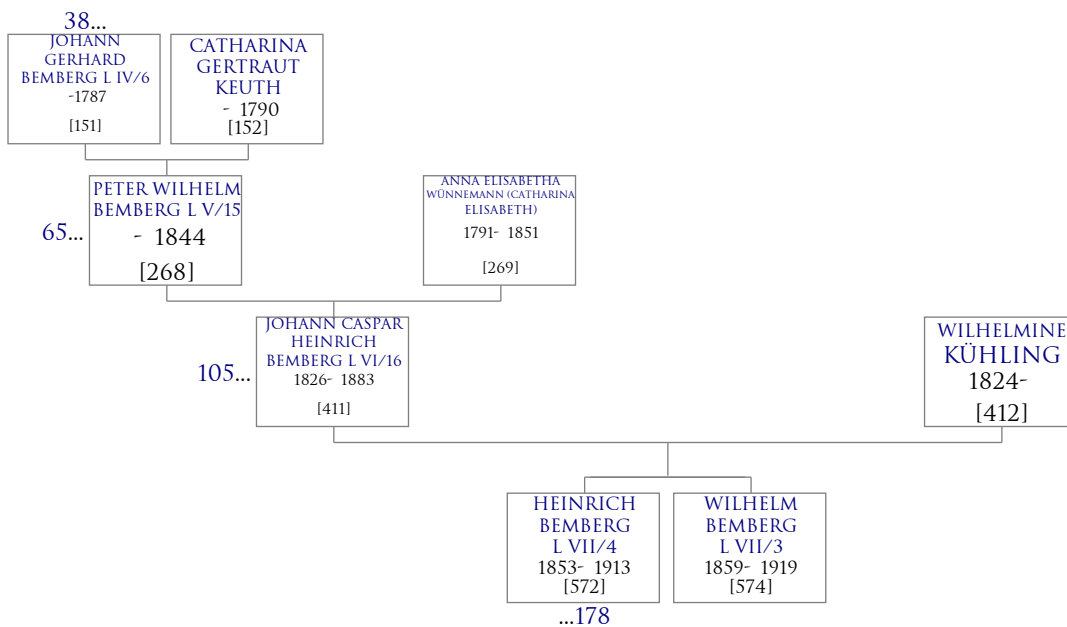 38...
JOHANN
GERHARD
BEMBERG L IV/6
-1787
[151]
CATHARINA
GERTRAUT
KEUTH
- 1790
[152]
PETER WILHELM
BEMBERG L V/15
65...
- 1844
[268]
ANNA ELISABETHA
WÜNNEMANN (CATHARINA
ELISABETH)
1791- 1851
[269]
JOHANN CASPAR
HEINRICH
BEMBERG L VI/16
105...
1826- 1883
[411]
WILHELMINE
KÜHLING
1824-
[412]
HEINRICH
BEMBERG
L VII/4
1853- 1913
[572]
...178
WILHELM
BEMBERG
L VII/3
1859- 1919
[574]